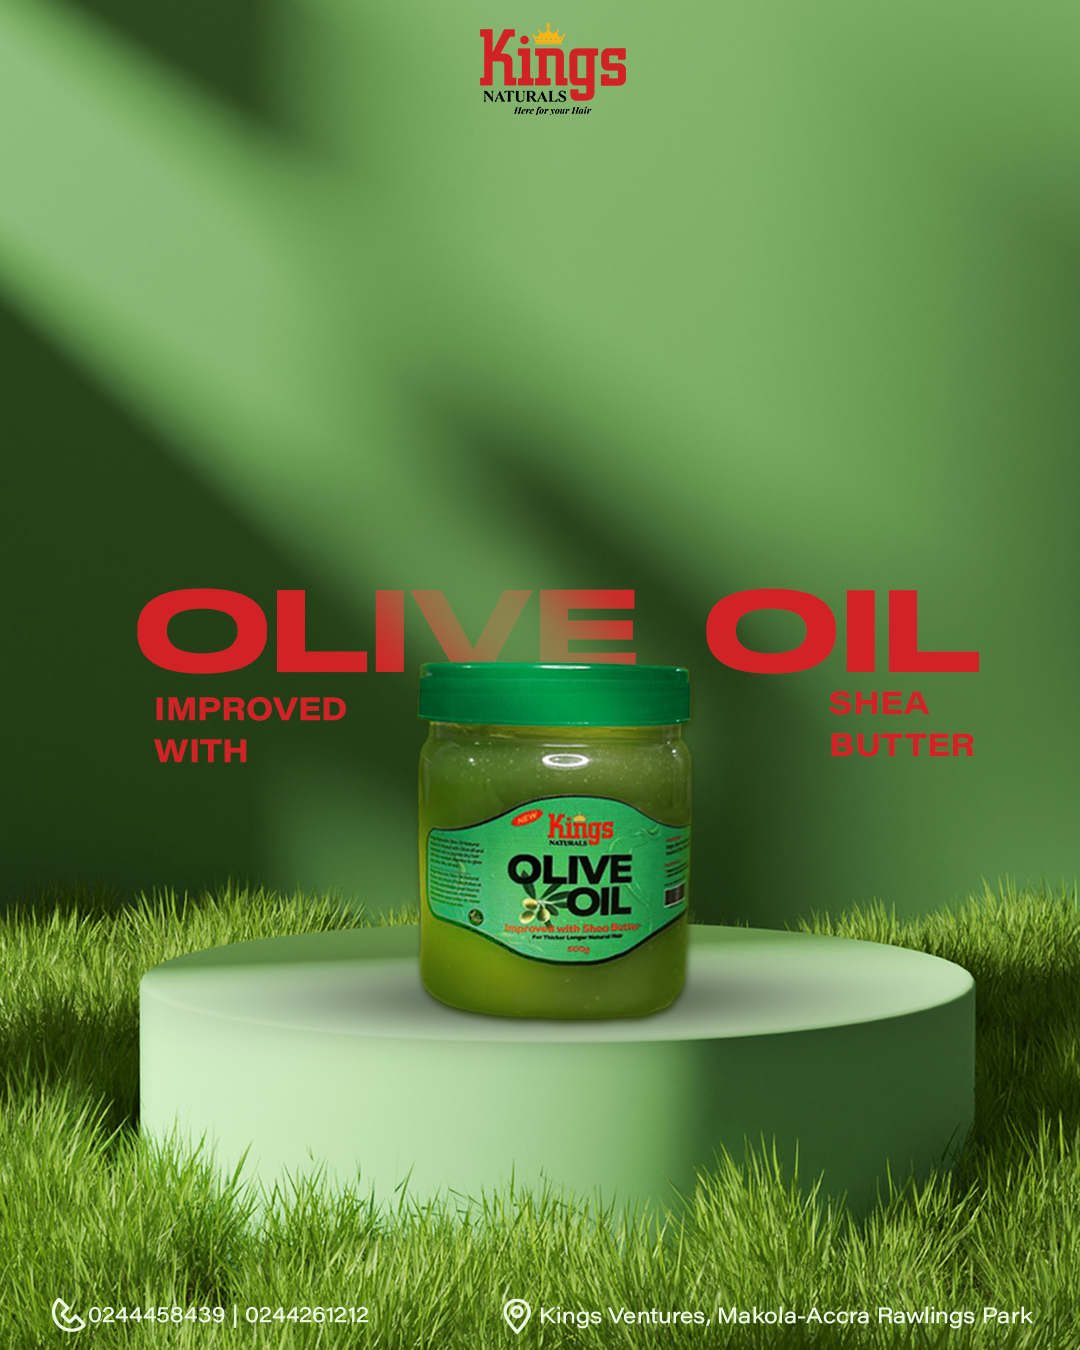 Kings
NATURALS
Here for your Hair
OLIVE OIL
IMPROVED
WITH
SHEA
BUTTER
NEW
Kings
NATURALS
OLIVE
OIL
Improved with Shea Butter
For Thicker Longer Natural Hair
500g
0244458439 | 0244261212
Kings Ventures, Makola-Accra Rawlings Park